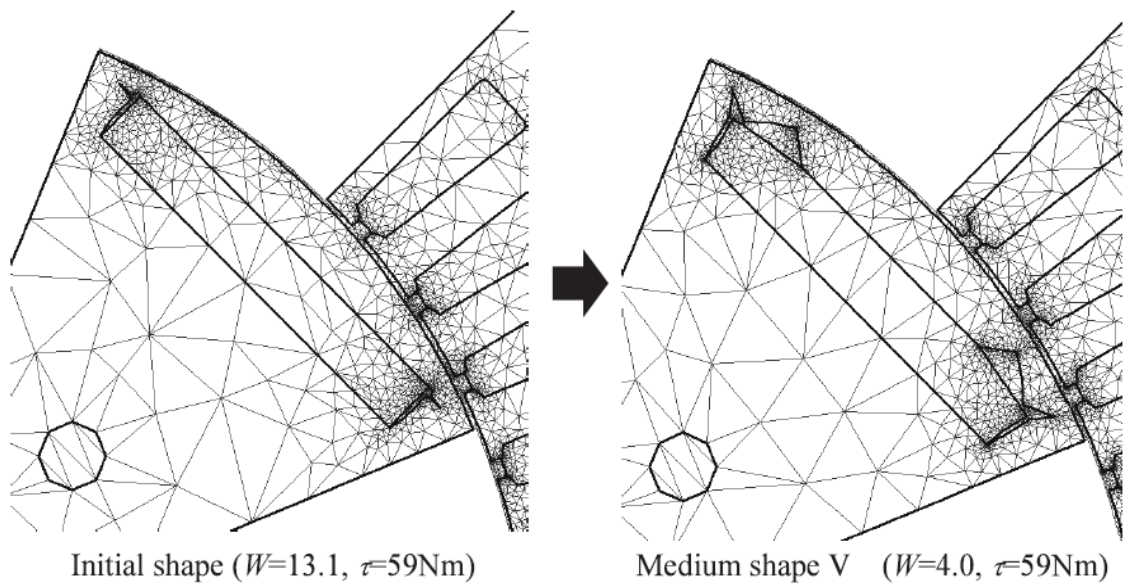 Initial shape (W=13.1, τ=59Nm)
Medium shape V (W=4.0, τ=59Nm)